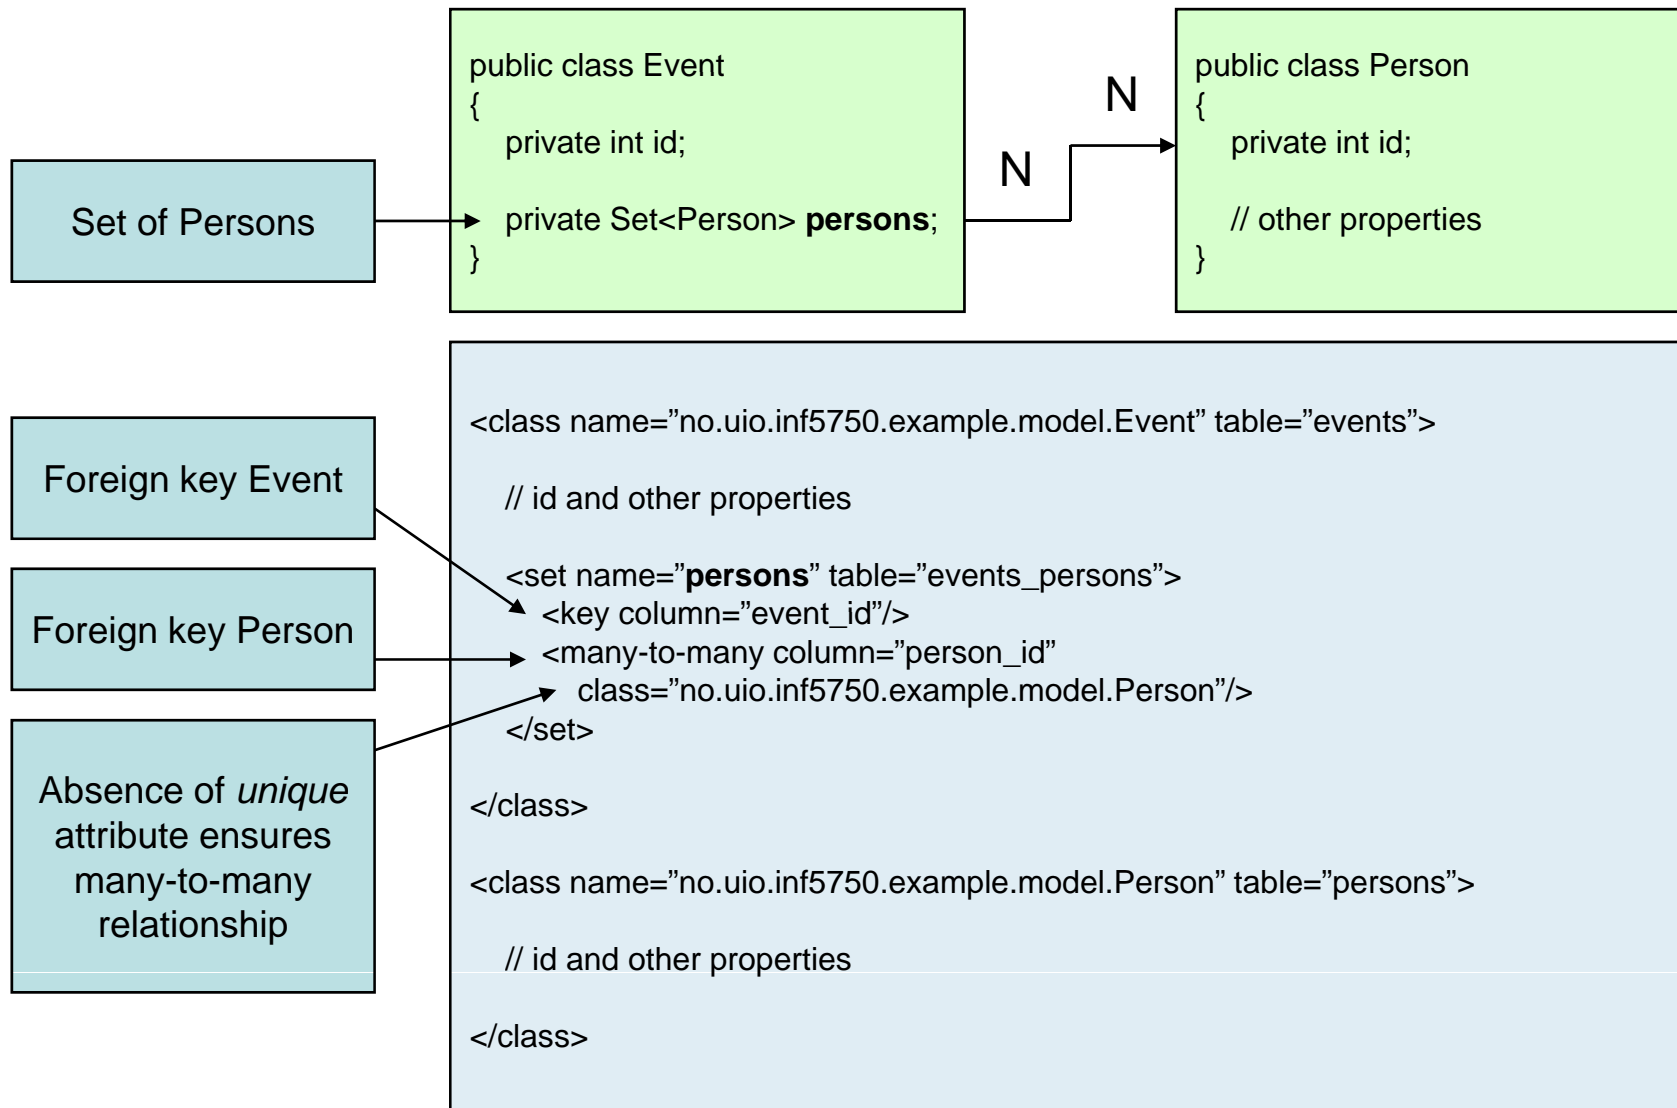 public class Event
{
private int id;
private Set<Person> persons;
}
N
N
public class Person
{
private int id;
// other properties
}
Set of Persons
Foreign key Event
Foreign key Person
Absence of unique
attribute ensures
many-to-many
relationship
<class name=”no.uio.inf5750.example.model.Event” table=”events”>
// id and other properties
<set name=”persons” table=”events_persons”>
<key column=”event_id”/>
<many-to-many column=”person_id”
class=”no.uio.inf5750.example.model.Person”/>
</set>
</class>
<class name=”no.uio.inf5750.example.model.Person” table=”persons”>
// id and other properties
</class>